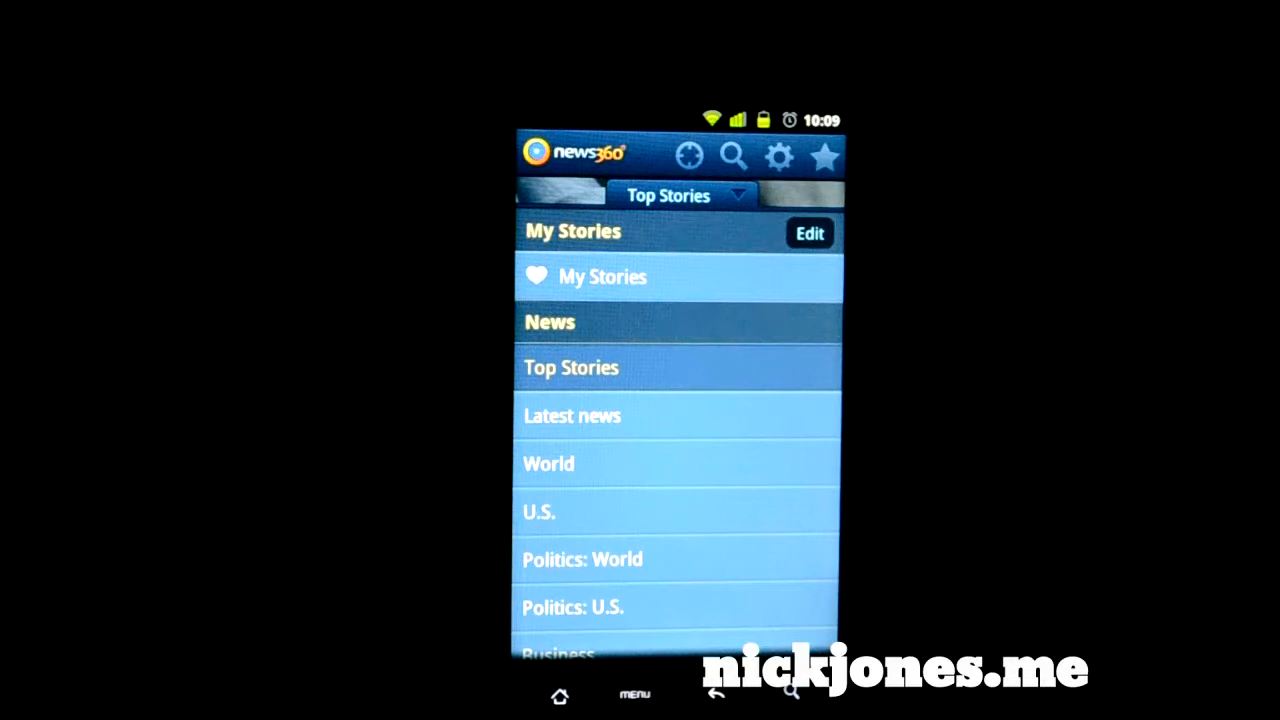 10:09
news360°
Top Stories
My Stories
Edit
My Stories
News
Top Stories
Latest news
World
U.S.
Politics: World
Politics: U.S.
Business
nickjones.me
MENU